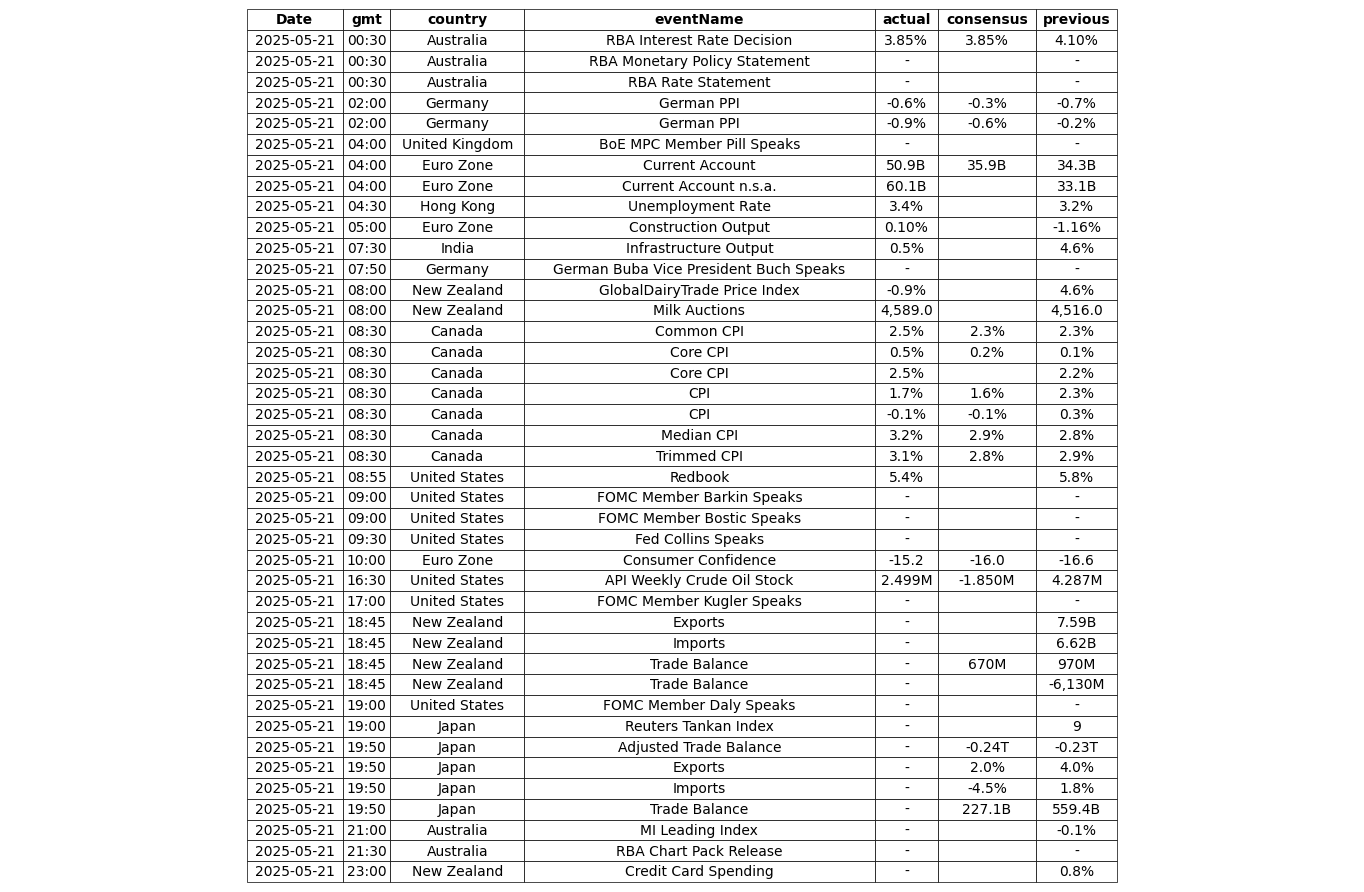 Date gmt country eventName actual consensus previous
2025-05-21 00:30 Australia RBA Interest Rate Decision 3.85% 3.85% 4.10%
2025-05-21 00:30 Australia RBA Monetary Policy Statement - -
2025-05-21 00:30 Australia RBA Rate Statement - -
2025-05-21 02:00 Germany German PPI -0.6% -0.3% -0.7%
2025-05-21 02:00 Germany German PPI -0.9% -0.6% -0.2%
2025-05-21 04:00 United Kingdom BoE MPC Member Pill Speaks - -
2025-05-21 04:00 Euro Zone Current Account 50.9B 35.9B 34.3B
2025-05-21 04:00 Euro Zone Current Account n.s.a. 60.1B 33.1B
2025-05-21 04:30 Hong Kong Unemployment Rate 3.4% 3.2%
2025-05-21 05:00 Euro Zone Construction Output 0.10% -1.16%
2025-05-21 07:30 India Infrastructure Output 0.5% 4.6%
2025-05-21 07:50 Germany German Buba Vice President Buch Speaks - -
2025-05-21 08:00 New Zealand GlobalDairyTrade Price Index -0.9% 4.6%
2025-05-21 08:00 New Zealand Milk Auctions 4,589.0 4,516.0
2025-05-21 08:30 Canada Common CPI 2.5% 2.3% 2.3%
2025-05-21 08:30 Canada Core CPI 0.5% 0.2% 0.1%
2025-05-21 08:30 Canada Core CPI 2.5% 2.2%
2025-05-21 08:30 Canada CPI 1.7% 1.6% 2.3%
2025-05-21 08:30 Canada CPI -0.1% -0.1% 0.3%
2025-05-21 08:30 Canada Median CPI 3.2% 2.9% 2.8%
2025-05-21 08:30 Canada Trimmed CPI 3.1% 2.8% 2.9%
2025-05-21 08:55 United States Redbook 5.4% 5.8%
2025-05-21 09:00 United States FOMC Member Barkin Speaks - -
2025-05-21 09:00 United States FOMC Member Bostic Speaks - -
2025-05-21 09:30 United States Fed Collins Speaks - -
2025-05-21 10:00 Euro Zone Consumer Confidence -15.2 -16.0 -16.6
2025-05-21 16:30 United States API Weekly Crude Oil Stock 2.499M -1.850M 4.287M
2025-05-21 17:00 United States FOMC Member Kugler Speaks - -
2025-05-21 18:45 New Zealand Exports - 7.59B
2025-05-21 18:45 New Zealand Imports - 6.62B
2025-05-21 18:45 New Zealand Trade Balance - 670M 970M
2025-05-21 18:45 New Zealand Trade Balance - -6,130M
2025-05-21 19:00 United States FOMC Member Daly Speaks - -
2025-05-21 19:00 Japan Reuters Tankan Index - 9
2025-05-21 19:50 Japan Adjusted Trade Balance - -0.24T -0.23T
2025-05-21 19:50 Japan Exports - 2.0% 4.0%
2025-05-21 19:50 Japan Imports - -4.5% 1.8%
2025-05-21 19:50 Japan Trade Balance - 227.1B 559.4B
2025-05-21 21:00 Australia MI Leading Index - -0.1%
2025-05-21 21:30 Australia RBA Chart Pack Release - -
2025-05-21 23:00 New Zealand Credit Card Spending - 0.8%